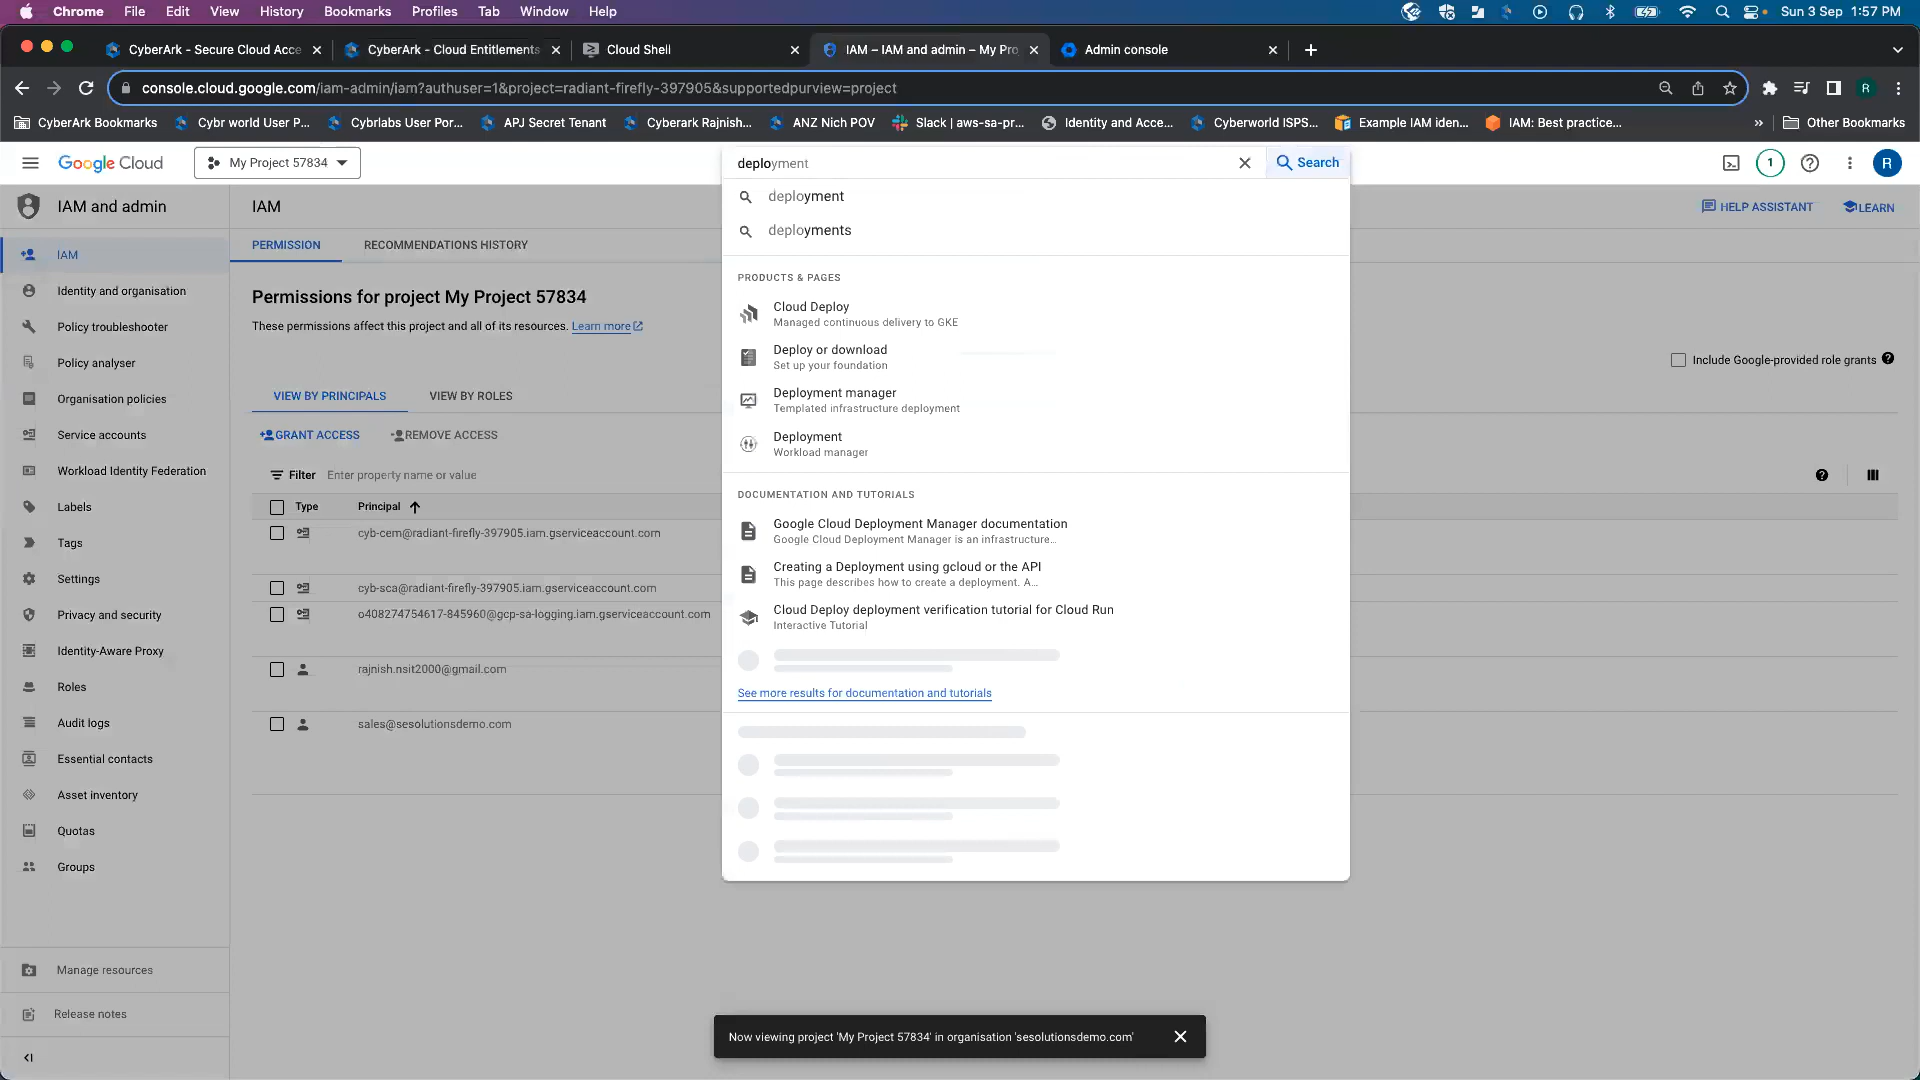 Chrome File Edit View History Bookmarks Profiles Tab Window Help Sun 3 Sep 1:57 PM
CyberArk - Secure Cloud Acce CyberArk - Cloud Entitlements Cloud Shell IAM – IAM and admin – My Pro Admin console
console.cloud.google.com/iam-admin/iam?authuser=1&project=radiant-firefly-397905&supportedpurview=project R
CyberArk Bookmarks Cybr world User P... Cybrlabs User Por... APJ Secret Tenant Cyberark Rajnish... ANZ Nich POV Slack | aws-sa-pr... Identity and Acce... Cyberworld ISPS... Example IAM iden... IAM: Best practice... » Other Bookmarks
Google Cloud My Project 57834 deployment Search 1 R
IAM and admin
IAM
Identity and organisation
Policy troubleshooter
Policy analyser
Organisation policies
Service accounts
Workload Identity Federation
Labels
Tags
Settings
Privacy and security
Identity-Aware Proxy
Roles
Audit logs
Essential contacts
Asset inventory
Quotas
Groups
Manage resources
Release notes
IAM
HELP ASSISTANT LEARN
PERMISSION RECOMMENDATIONS HISTORY
Permissions for project My Project 57834
These permissions affect this project and all of its resources. Learn more
Include Google-provided role grants
VIEW BY PRINCIPALS VIEW BY ROLES
GRANT ACCESS REMOVE ACCESS
Filter Enter property name or value
Type Principal
cyb-cem@radiant-firefly-397905.iam.gserviceaccount.com
cyb-sca@radiant-firefly-397905.iam.gserviceaccount.com
o408274754617-845960@gcp-sa-logging.iam.gserviceaccount.com
rajnish.nsit2000@gmail.com
sales@sesolutionsdemo.com
deployment
deployments
PRODUCTS & PAGES
Cloud Deploy
Managed continuous delivery to GKE
Deploy or download
Set up your foundation
Deployment manager
Templated infrastructure deployment
Deployment
Workload manager
DOCUMENTATION AND TUTORIALS
Google Cloud Deployment Manager documentation
Google Cloud Deployment Manager is an infrastructure...
Creating a Deployment using gcloud or the API
This page describes how to create a deployment. A...
Cloud Deploy deployment verification tutorial for Cloud Run
Interactive Tutorial
See more results for documentation and tutorials
Now viewing project 'My Project 57834' in organisation 'sesolutionsdemo.com'